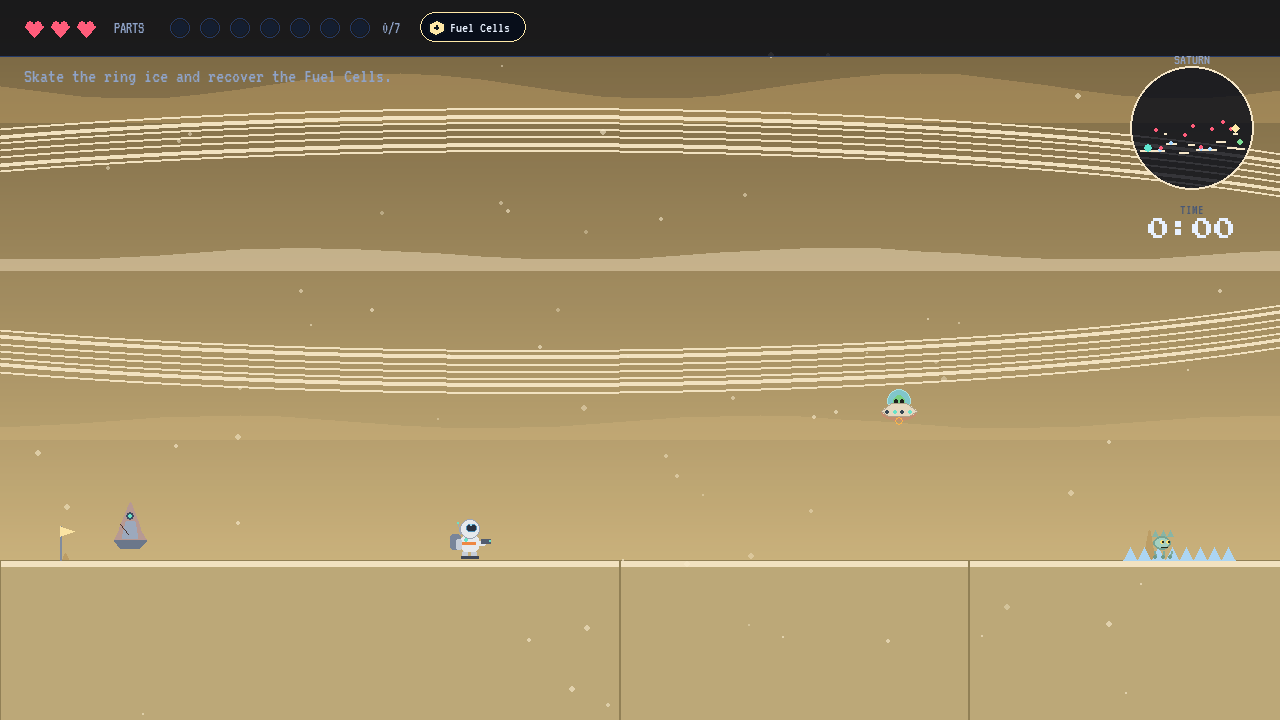 PARTS 0/7 Fuel Cells
Skate the ring ice and recover the Fuel Cells.
SATURN
TIME
0:00